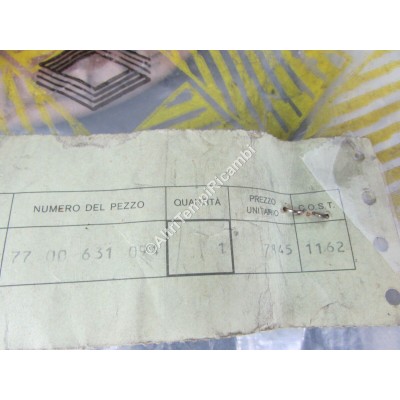 NUMERO DEL PEZZO QUANTITÀ PREZZO UNITARIO C.O.S.T.
77 00 631 09 1 7845 1162
AltriTempiRicambi